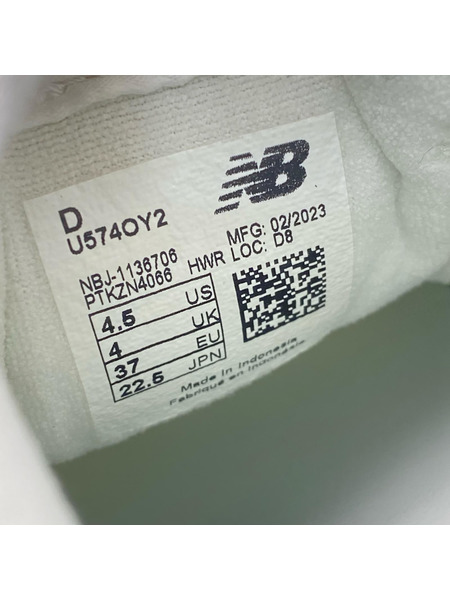 NB
D
U574OY2
MFG: 02/2023
NBJ-1136706
PTKZN4066 HWR LOC: D8
4.5 US
4 UK
37 EU
22.5 JPN
Made in Indonesia
Fabriqué en Indonésie.